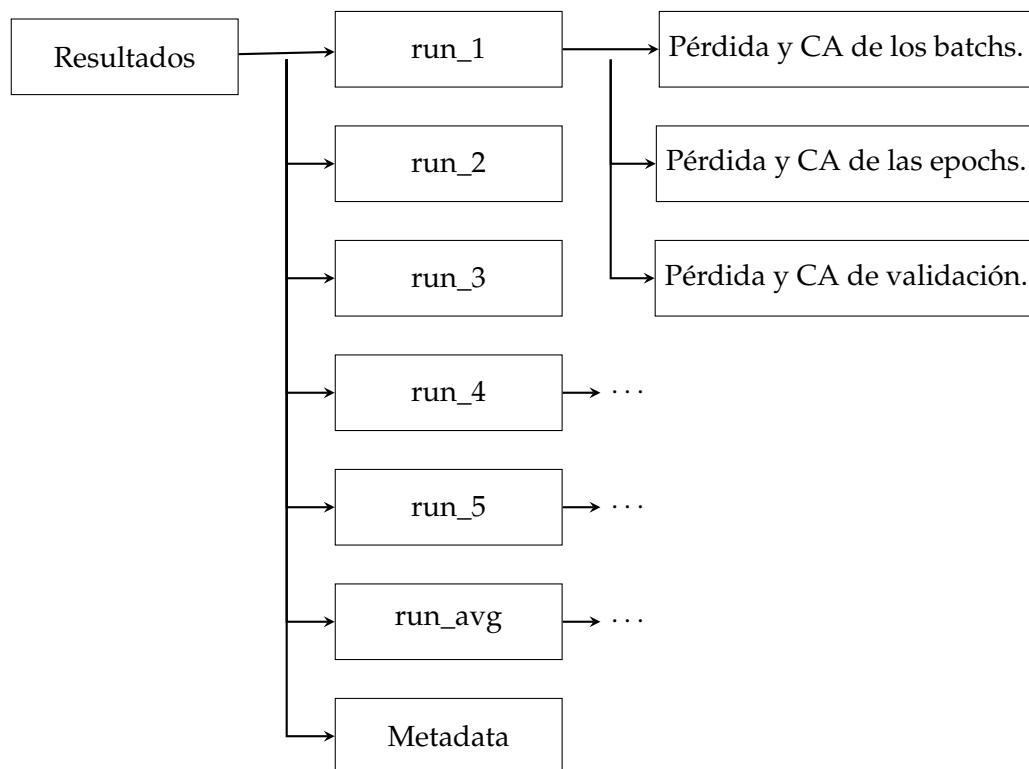 Resultados
run_1
Pérdida y CA de los batchs.
run_2
Pérdida y CA de las epochs.
run_3
Pérdida y CA de validación.
run_4
...
run_5
...
run_avg
...
Metadata